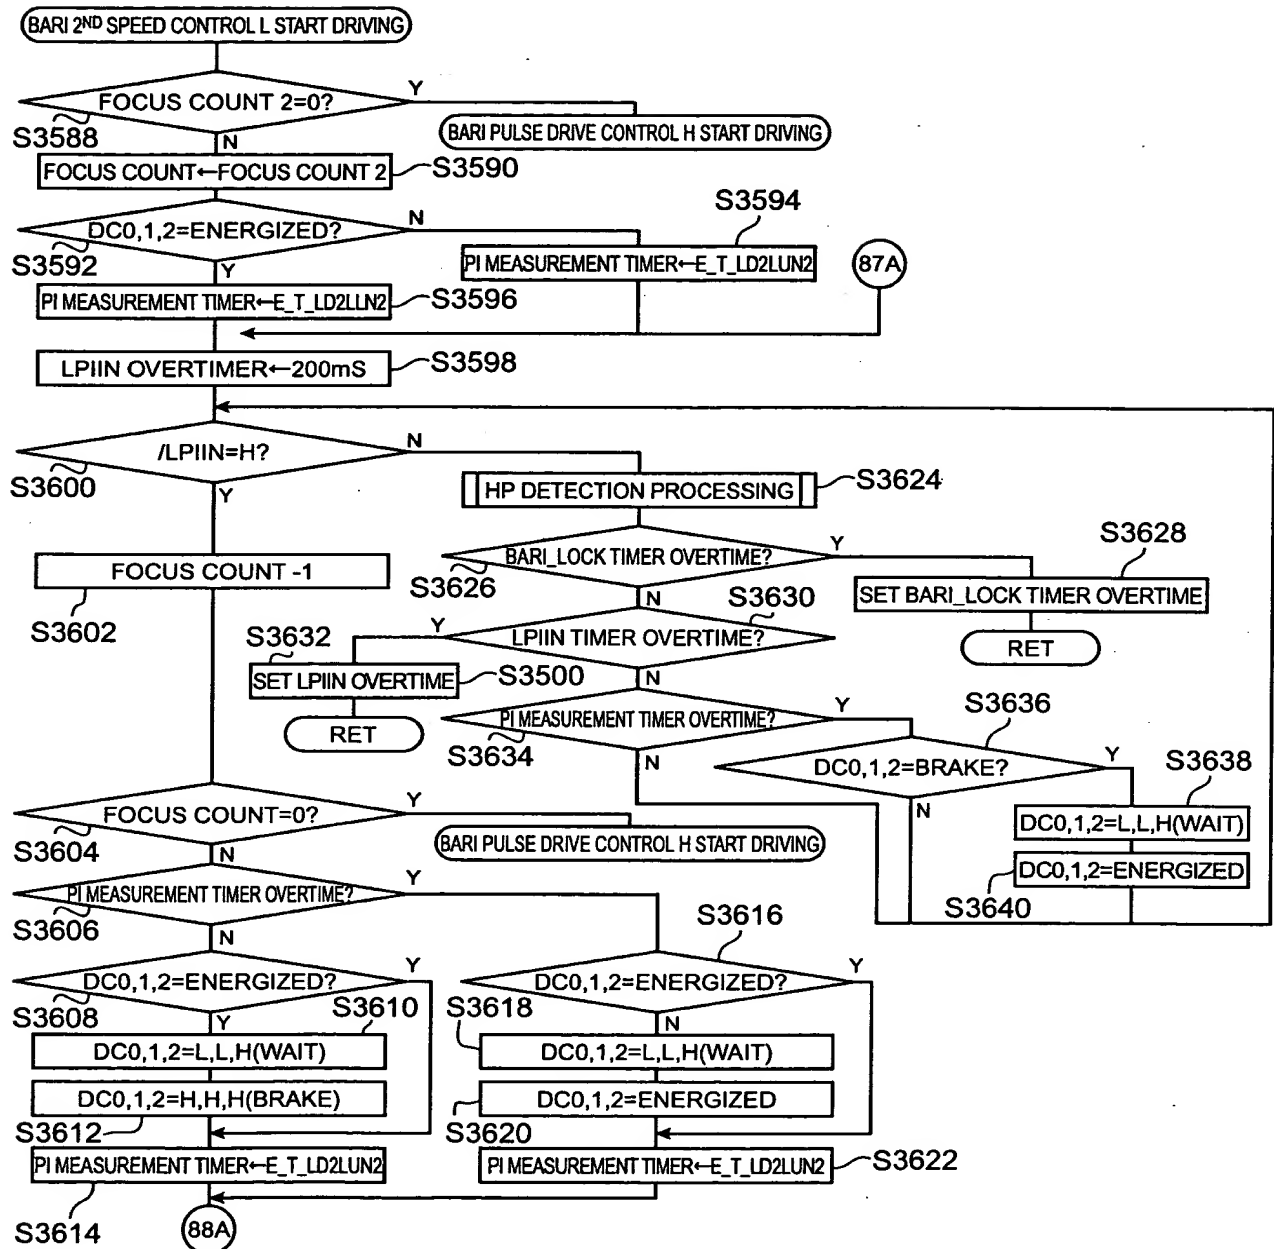 BARI 2ND SPEED CONTROL L START DRIVING
FOCUS COUNT 2=0?
Y
S3588
N
BARI PULSE DRIVE CONTROL H START DRIVING
FOCUS COUNT←FOCUS COUNT 2
S3590
DC0,1,2=ENERGIZED?
N
S3594
S3592
Y
PI MEASUREMENT TIMER←E_T_LD2LUN2
87A
PI MEASUREMENT TIMER←E_T_LD2LLN2
S3596
LPIIN OVERTIMER←200mS
S3598
/LPIIN=H?
N
S3600
Y
HP DETECTION PROCESSING
S3624
FOCUS COUNT -1
S3602
BARI_LOCK TIMER OVERTIME?
Y
S3626
N
S3628
SET BARI_LOCK TIMER OVERTIME
RET
S3630
LPIIN TIMER OVERTIME?
Y
N
S3632
SET LPIIN OVERTIME
S3500
RET
PI MEASUREMENT TIMER OVERTIME?
Y
S3634
N
S3636
DC0,1,2=BRAKE?
Y
N
S3638
DC0,1,2=L,L,H(WAIT)
DC0,1,2=ENERGIZED
S3640
FOCUS COUNT=0?
Y
S3604
N
BARI PULSE DRIVE CONTROL H START DRIVING
PI MEASUREMENT TIMER OVERTIME?
Y
S3606
N
DC0,1,2=ENERGIZED?
Y
S3608
Y
S3610
DC0,1,2=L,L,H(WAIT)
DC0,1,2=H,H,H(BRAKE)
S3612
PI MEASUREMENT TIMER←E_T_LD2LUN2
S3614
S3616
DC0,1,2=ENERGIZED?
Y
N
S3618
DC0,1,2=L,L,H(WAIT)
DC0,1,2=ENERGIZED
S3620
PI MEASUREMENT TIMER←E_T_LD2LUN2
S3622
88A